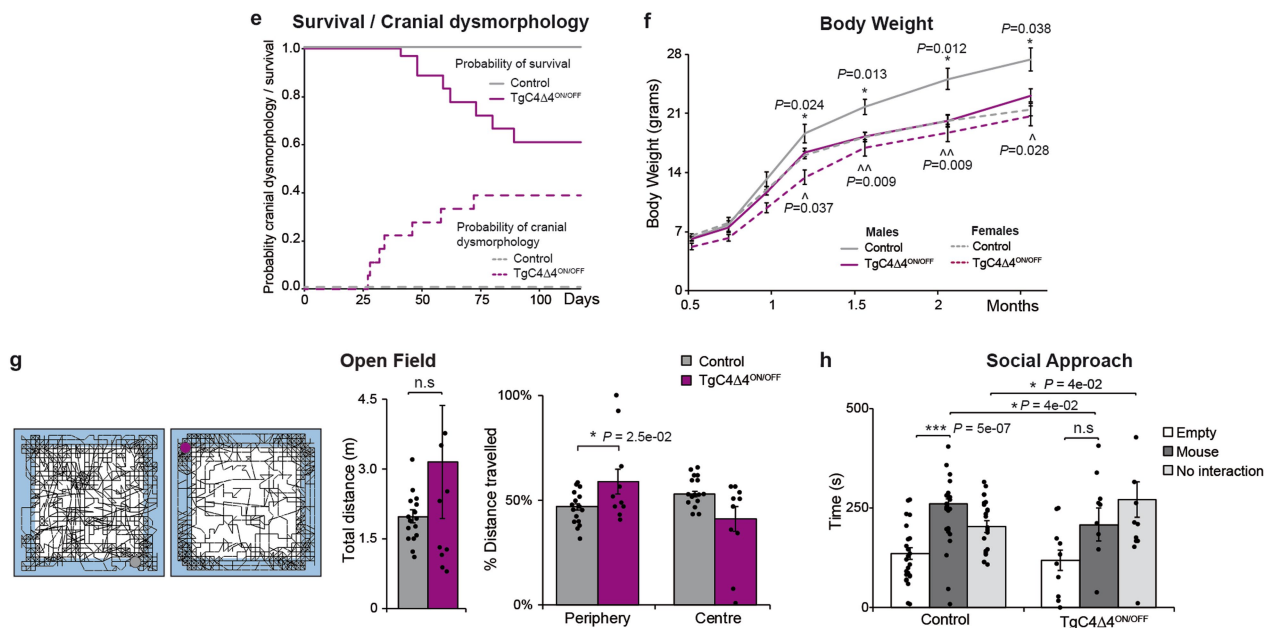 e Survival / Cranial dysmorphology
Probablity cranial dysmorphology / survival
1.0
0.8
0.6
0.4
0.2
0.0
Probability of survival
Control
TgC4Δ4ON/OFF
Probability of cranial
dysmorphology
Control
TgC4Δ4ON/OFF
0 25 50 75 100 Days
f Body Weight
Body Weight (grams)
28
21
14
7
P=0.024
*
P=0.013
*
P=0.012
*
P=0.038
*
^
P=0.037
^^
P=0.009
^^
P=0.009
^
P=0.028
Males Females
Control Control
TgC4Δ4ON/OFF TgC4Δ4ON/OFF
0.5 1 1.5 2 Months
g Open Field
Control
TgC4Δ4ON/OFF
Total distance (m)
4.5
3.0
1.5
0
n.s
% Distance travelled
100%
50%
0%
* P = 2.5e-02
Periphery Centre
h Social Approach
Time (s)
500
250
0
* P = 4e-02
* P = 4e-02
*** P = 5e-07
n.s
Empty
Mouse
No interaction
Control TgC4Δ4ON/OFF